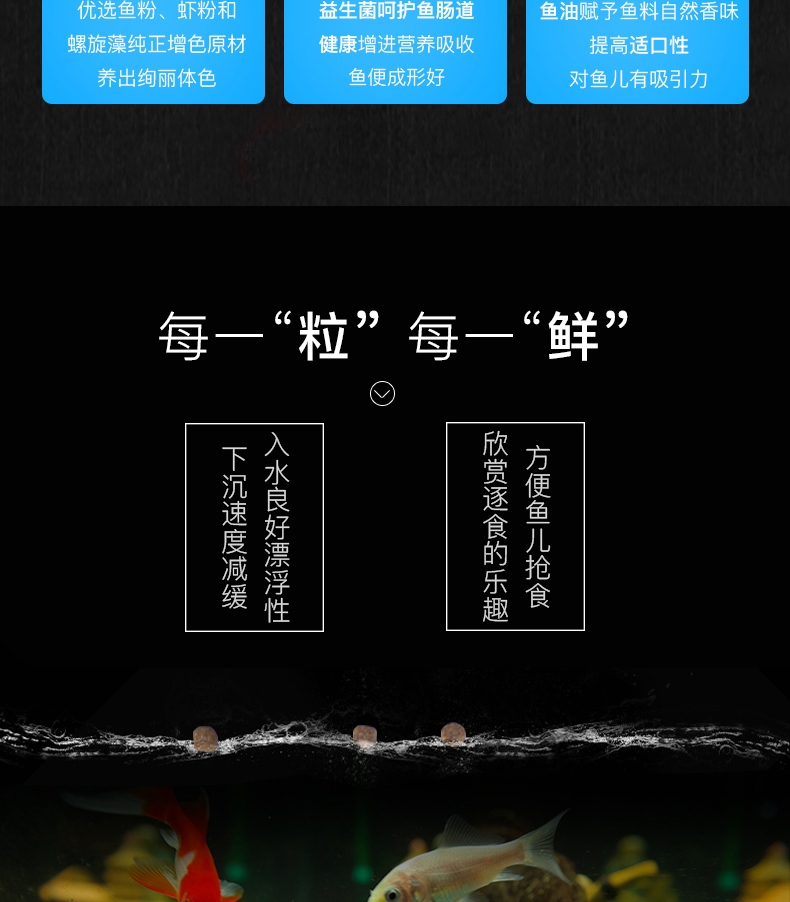 优选鱼粉、虾粉和
螺旋藻纯正增色原材
养出绚丽体色
益生菌呵护鱼肠道
健康增进营养吸收
鱼便成形好
鱼油赋予鱼料自然香味
提高适口性
对鱼儿有吸引力
每一“粒” 每一“鲜”
入水良好漂浮性
下沉速度减缓
方便鱼儿抢食
欣赏逐食的乐趣